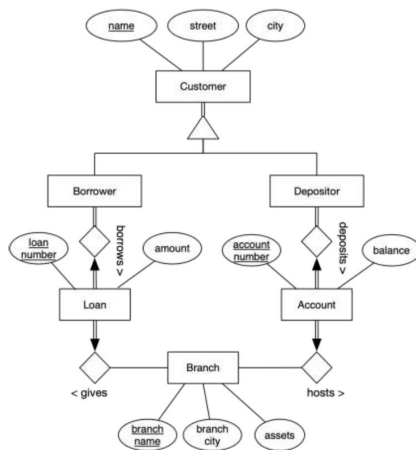 name
street
city
Customer
Borrower
Depositor
borrows >
deposits >
loan
number
amount
account
number
balance
Loan
Account
Branch
< gives
hosts >
branch
name
branch
city
assets